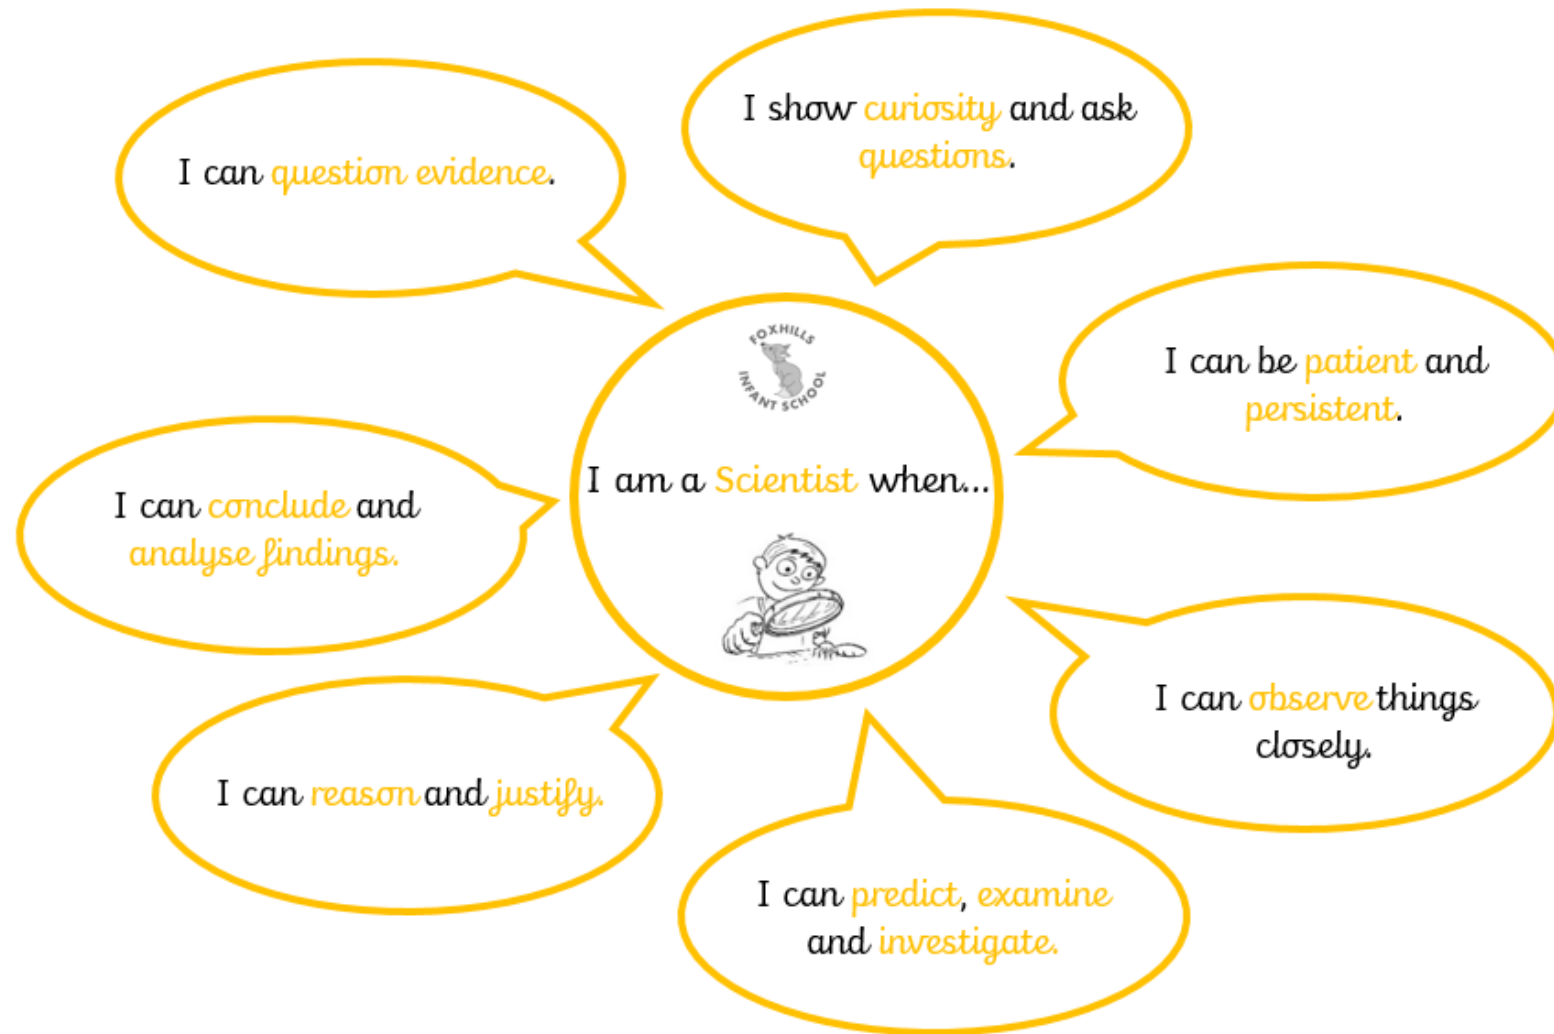 I show curiosity and ask
questions.
I can question evidence.
I can be patient and
persistent.
FOXHILLS
INFANT SCHOOL
I am a Scientist when...
I can conclude and
analyse findings.
I can observe things
closely.
I can reason and justify.
I can predict, examine
and investigate.